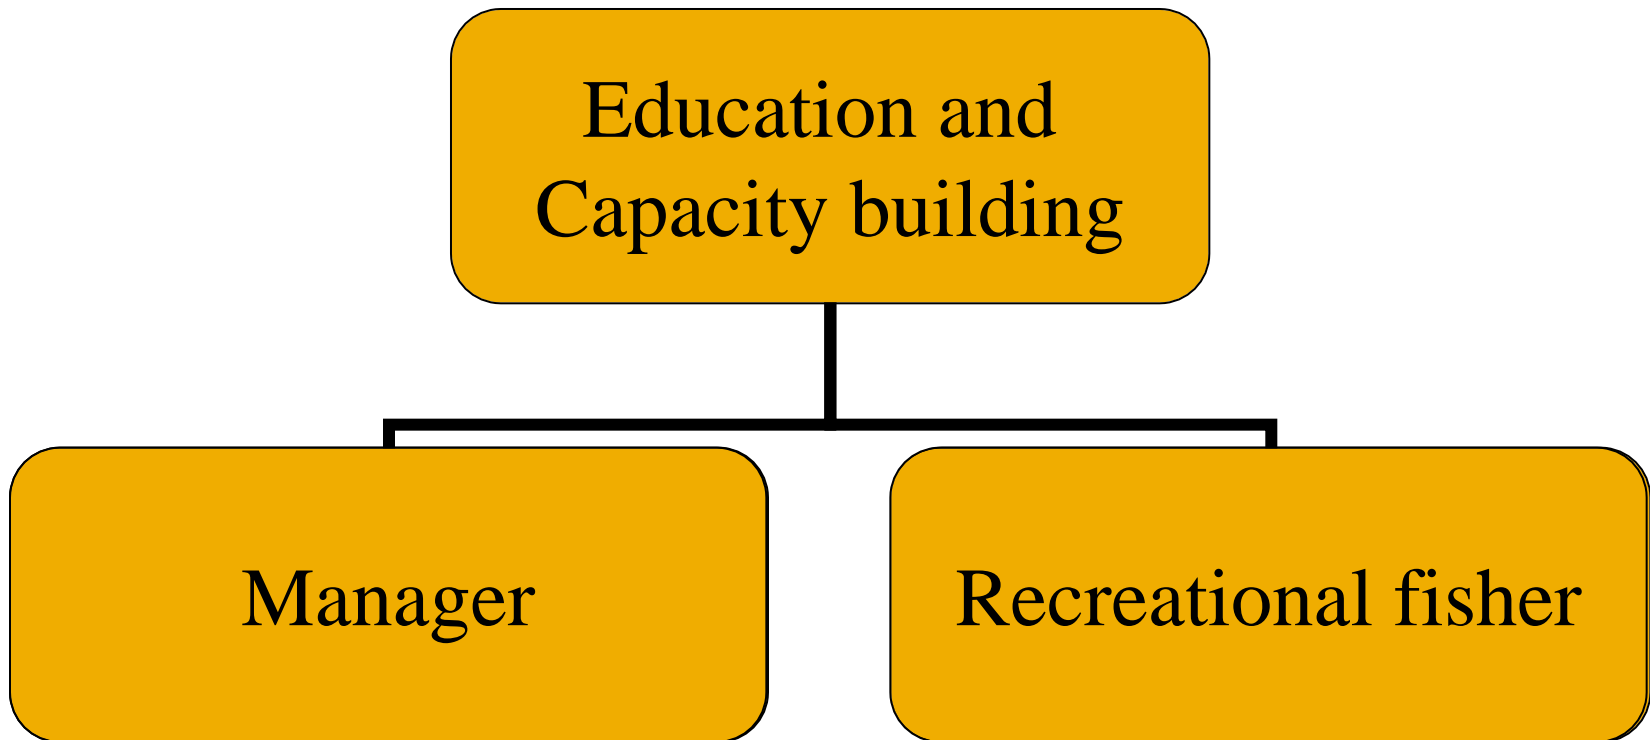 Education and
Capacity building
Manager
Recreational fisher